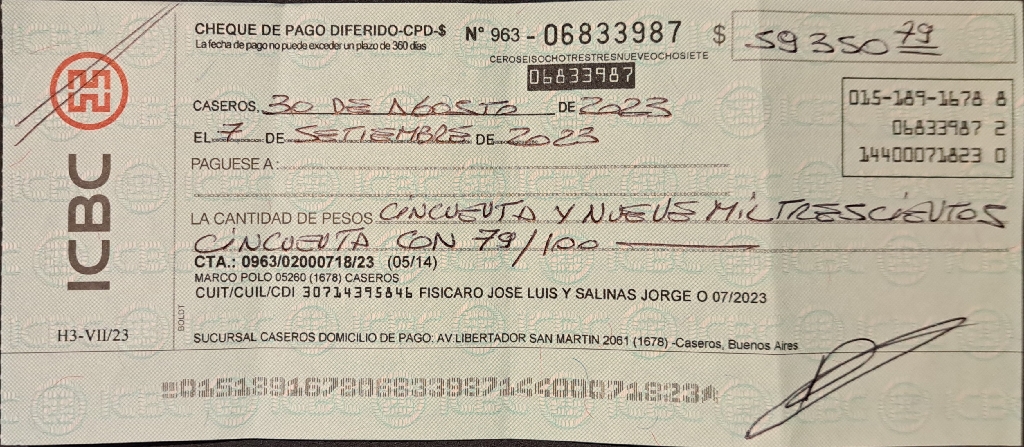 CHEQUE DE PAGO DIFERIDO-CPD-$ N° 963 - 06833987 $ 59350 79
La fecha de pago no puede exceder un plazo de 360 días
CEROSEISOCHOTRESTRESNUEVEOCHOSIETE
06833987
015-189-1678 8
06833987 2
14400071823 0
CASEROS, 30 DE AGOSTO DE 2023
EL 7 DE SETIEMBRE DE 2023
PAGUESE A :
LA CANTIDAD DE PESOS CINCUENTA Y NUEVE MIL TRESCIENTOS
CINCUENTA CON 79/100
CTA.: 0963/02000718/23 (05/14)
MARCO POLO 05260 (1678) CASEROS
CUIT/CUIL/CDI 30714395846 FISICARO JOSE LUIS Y SALINAS JORGE O 07/2023
ICBC
BOLDT
H3-VII/23
SUCURSAL CASEROS DOMICILIO DE PAGO: AV.LIBERTADOR SAN MARTIN 2061 (1678) -Caseros, Buenos Aires
01518916780683398714400071823